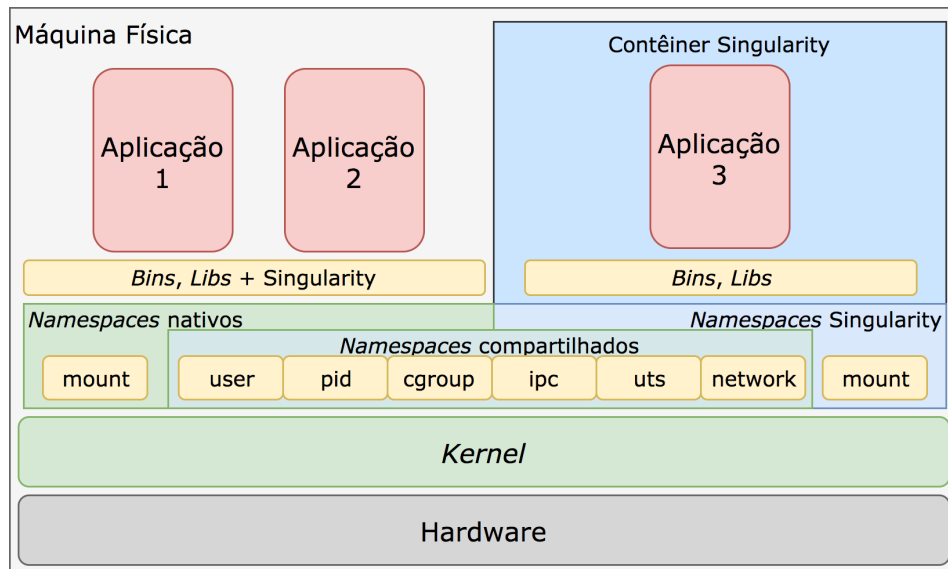 Máquina Física
Contêiner Singularity
Aplicação
1
Aplicação
2
Aplicação
3
Bins, Libs + Singularity
Bins, Libs
Namespaces nativos
Namespaces Singularity
Namespaces compartilhados
mount
user
pid
cgroup
ipc
uts
network
mount
Kernel
Hardware